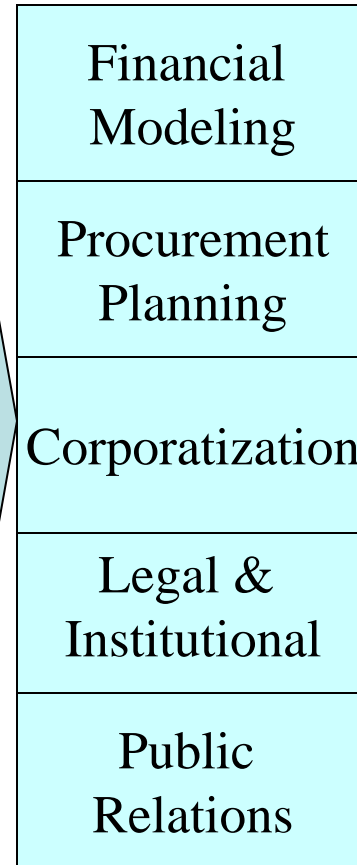 Financial
Modeling
Procurement
Planning
Corporatization
Legal &
Institutional
Public
Relations